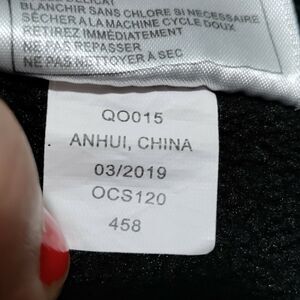 DÉLICAT
BLANCHIR SANS CHLORE SI NECESSAIRE
SÉCHER A LA MACHINE CYCLE DOUX
RETIREZ IMMÉDIATEMENT
NE PAS REPASSER
NE PAS NETTOYER À SEC
QO015
ANHUI, CHINA
03/2019
OCS120
458